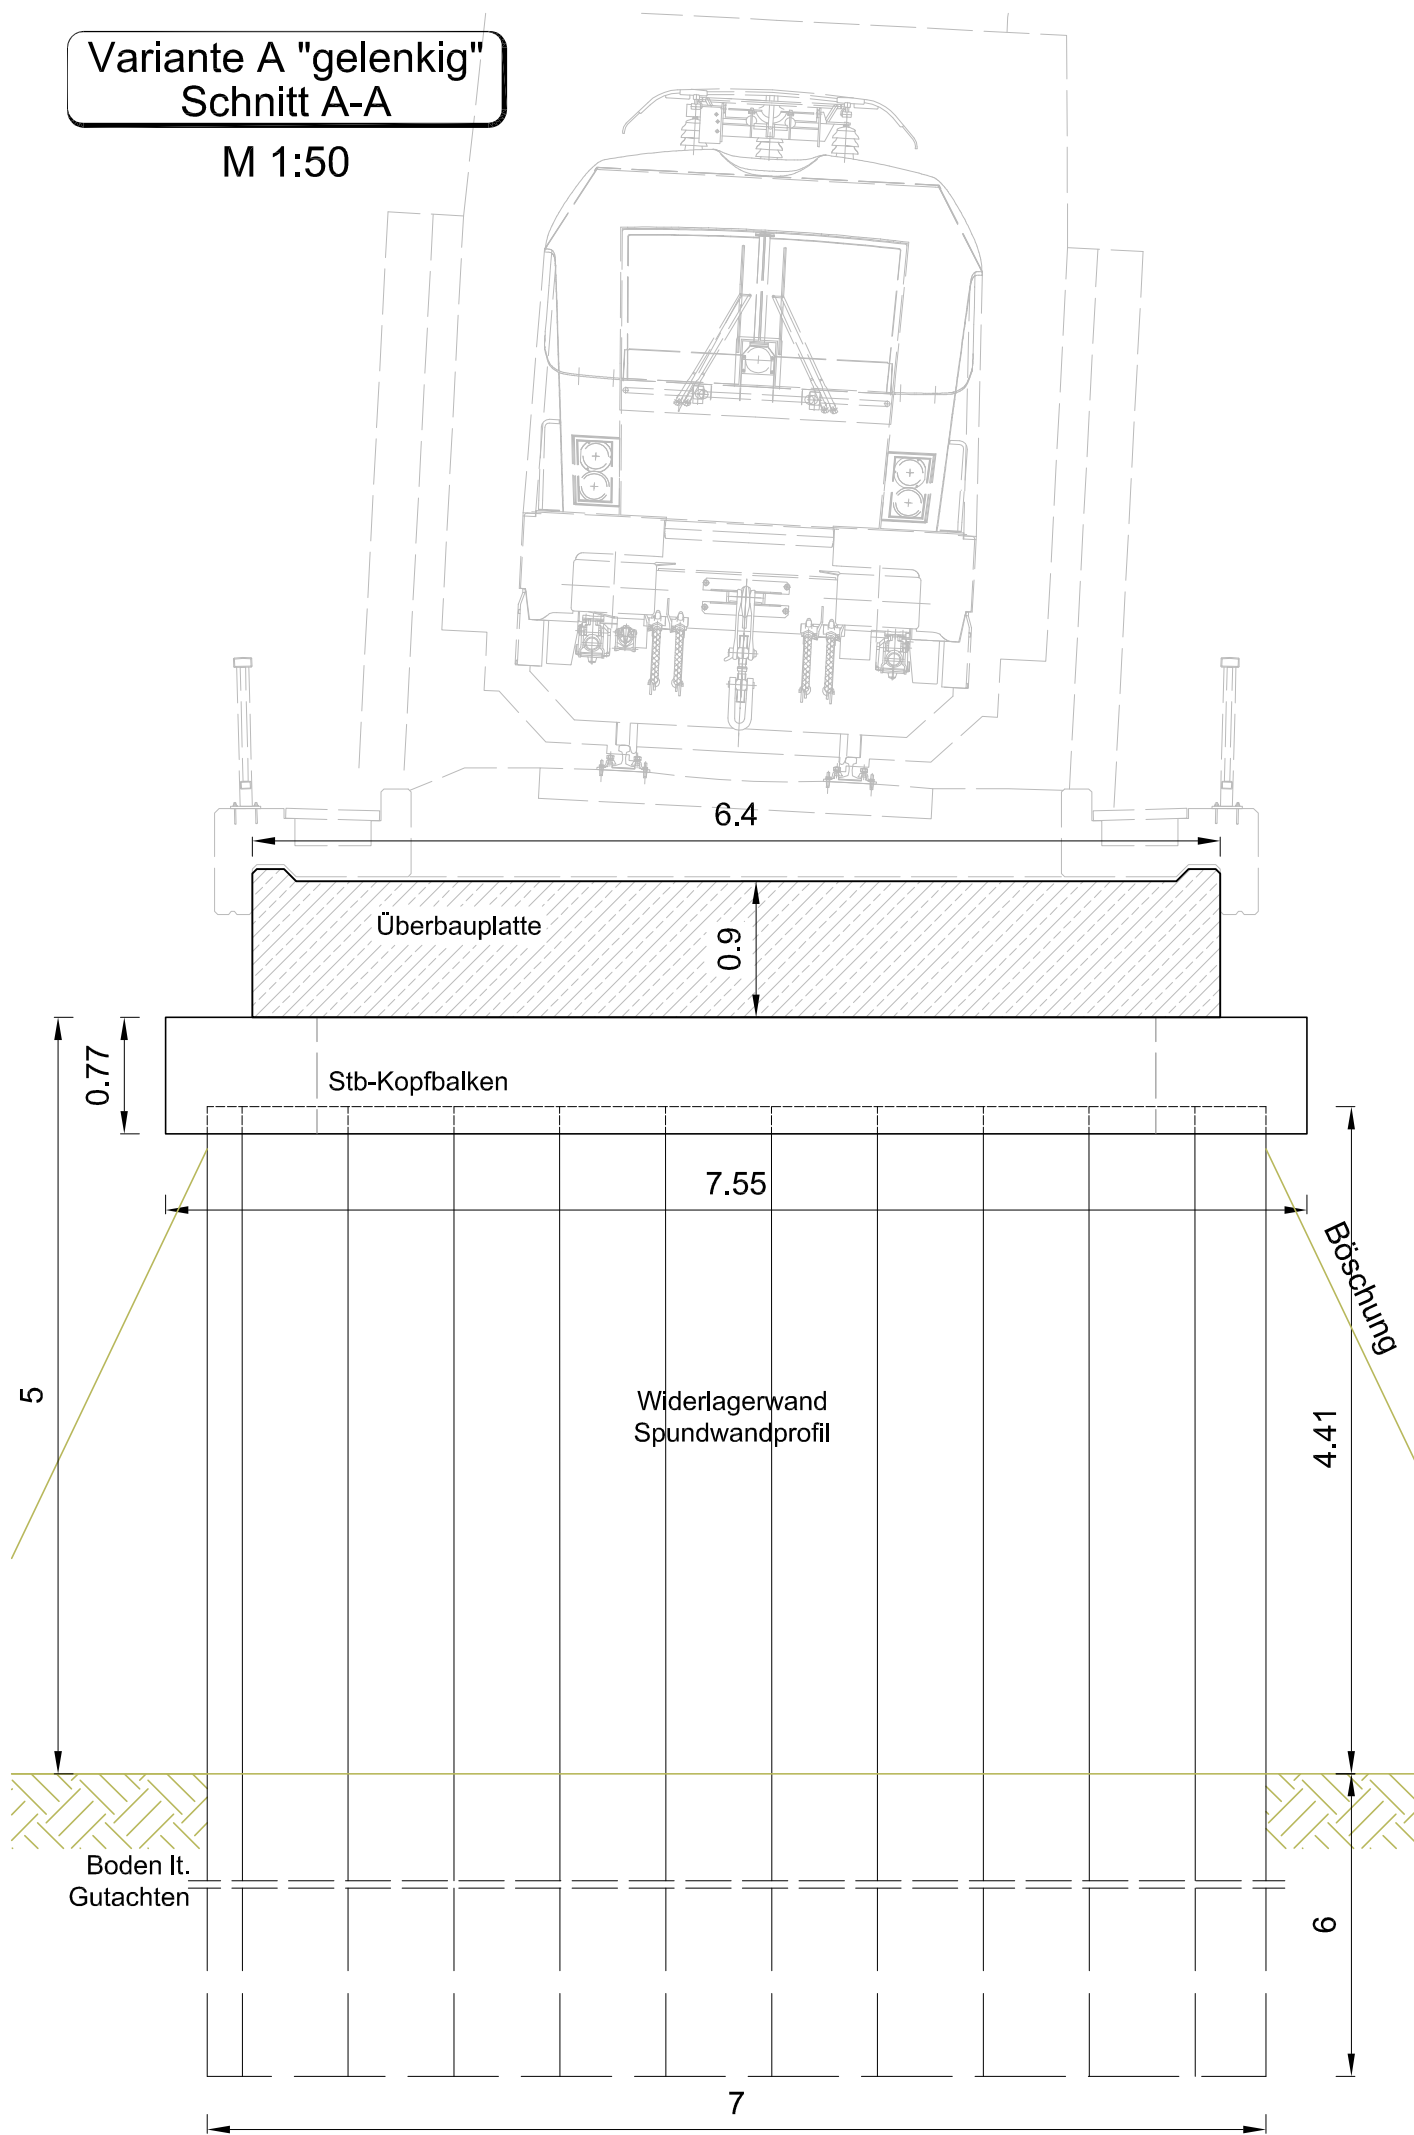 Variante A "gelenkig"
Schnitt A-A
M 1:50
6.4
Überbauplatte
0.9
0.77
Stb-Kopfbalken
7.55
Böschung
5
Widerlagerwand
Spundwandprofil
4.41
Boden lt.
Gutachten
6
7